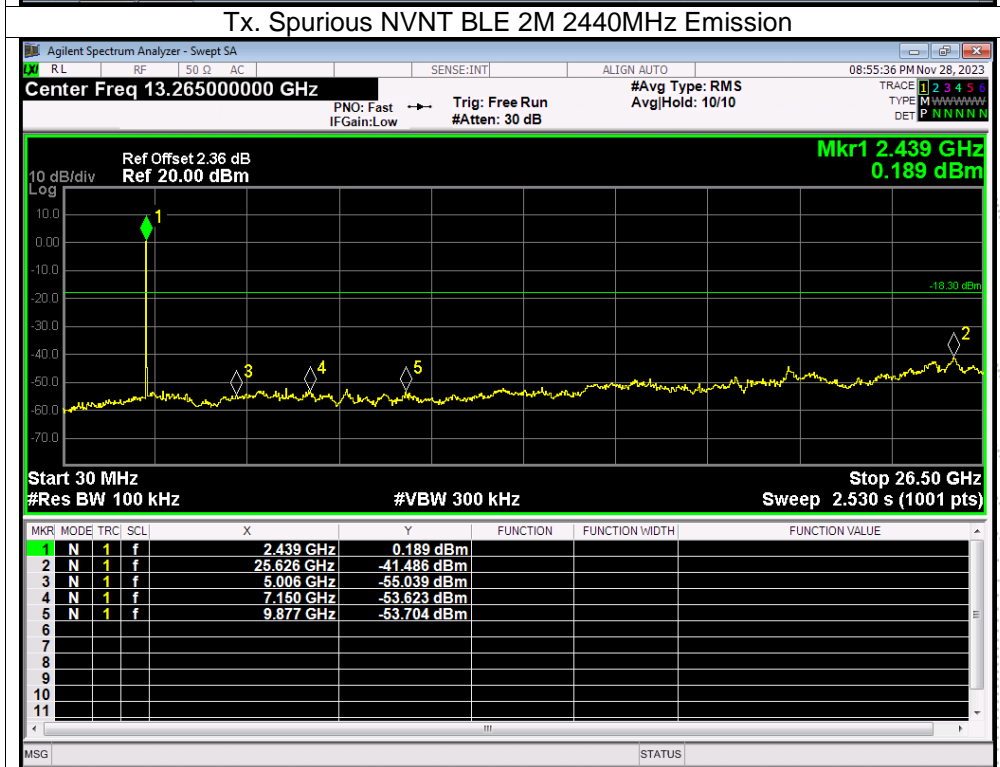 Tx. Spurious NVNT BLE 2M 2440MHz Emission
Agilent Spectrum Analyzer - Swept SA
LXI RL RF 50 Ω AC SENSE:INT ALIGN AUTO 08:55:36 PM Nov 28, 2023
Center Freq 13.265000000 GHz #Avg Type: RMS TRACE 1 2 3 4 5 6
PNO: Fast Trig: Free Run Avg|Hold: 10/10 TYPE M WWWWW
IFGain:Low #Atten: 30 dB DET P N N N N N
Mkr1 2.439 GHz
Ref Offset 2.36 dB
10 dB/div Ref 20.00 dBm 0.189 dBm
Log
10.0
1
0.00
-10.0
-18.30 dBm
-20.0
-30.0
2
-40.0
3 4 5
-50.0
-60.0
-70.0
Start 30 MHz Stop 26.50 GHz
#Res BW 100 kHz #VBW 300 kHz Sweep 2.530 s (1001 pts)
MKR MODE TRC SCL X Y FUNCTION FUNCTION WIDTH FUNCTION VALUE
1 N 1 f 2.439 GHz 0.189 dBm
2 N 1 f 25.626 GHz -41.486 dBm
3 N 1 f 5.006 GHz -55.039 dBm
4 N 1 f 7.150 GHz -53.623 dBm
5 N 1 f 9.877 GHz -53.704 dBm
6
7
8
9
10
11
MSG STATUS